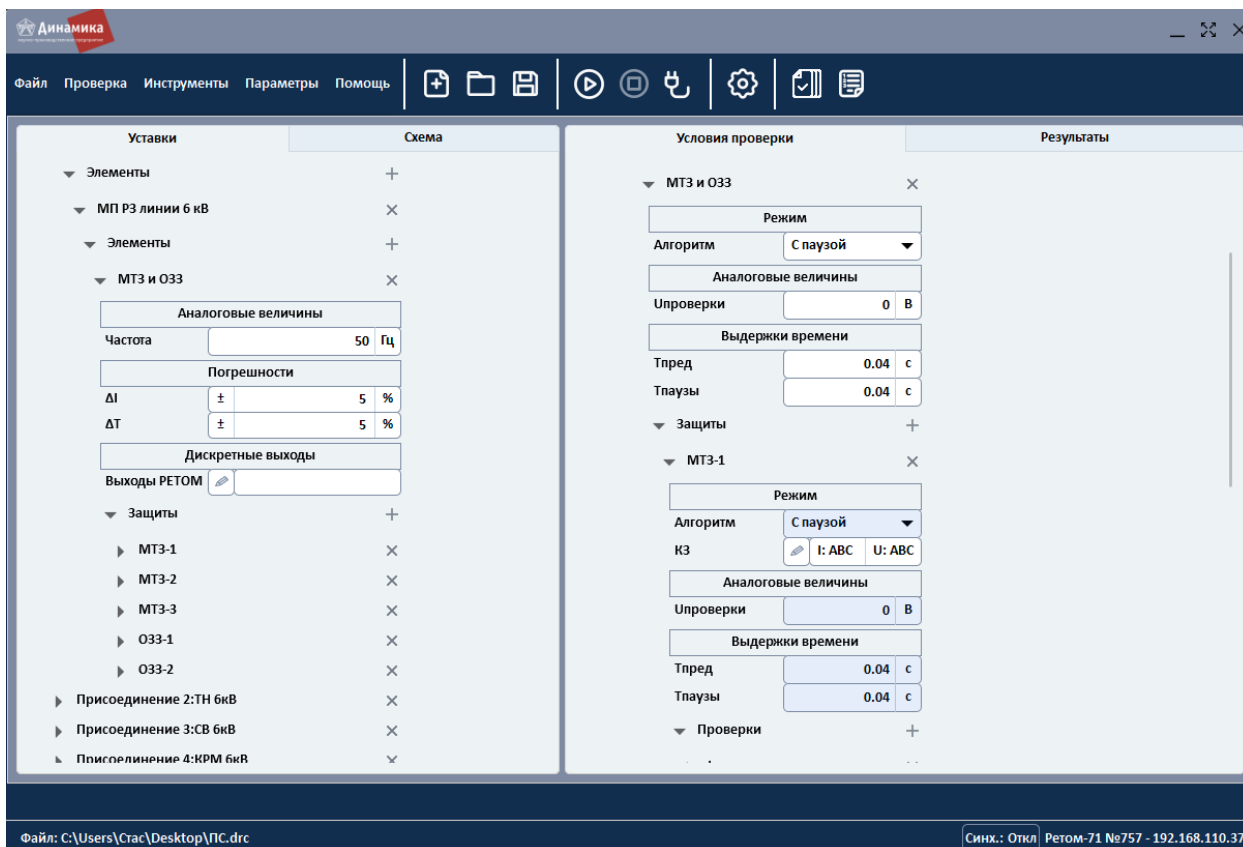 Динамика
Файл Проверка Инструменты Параметры Помощь
Уставки Схема
Элементы
МП РЗ линии 6 кВ
Элементы
МТЗ и ОЗЗ
Аналоговые величины
Частота 50 Гц
Погрешности
ΔI ± 5 %
ΔT ± 5 %
Дискретные выходы
Выходы РЕТОМ
Защиты
МТЗ-1
МТЗ-2
МТЗ-3
ОЗЗ-1
ОЗЗ-2
Присоединение 2:ТН 6кВ
Присоединение 3:СВ 6кВ
Присоединение 4:КРМ 6кВ
Условия проверки Результаты
МТЗ и ОЗЗ
Режим
Алгоритм С паузой
Аналоговые величины
Uпроверки 0 В
Выдержки времени
Тпред 0.04 с
Тпаузы 0.04 с
Защиты
МТЗ-1
Режим
Алгоритм С паузой
КЗ I: ABC U: ABC
Аналоговые величины
Uпроверки 0 В
Выдержки времени
Тпред 0.04 с
Тпаузы 0.04 с
Проверки
Файл: C:\Users\Стас\Desktop\ПС.drc
Синх.: Откл Ретом-71 №757 - 192.168.110.37